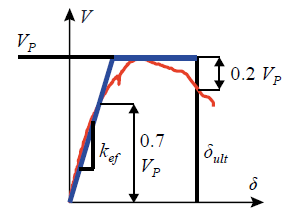 V
V_P
0.2 V_P
0.7
V_P
k_ef
δ_ult
δ